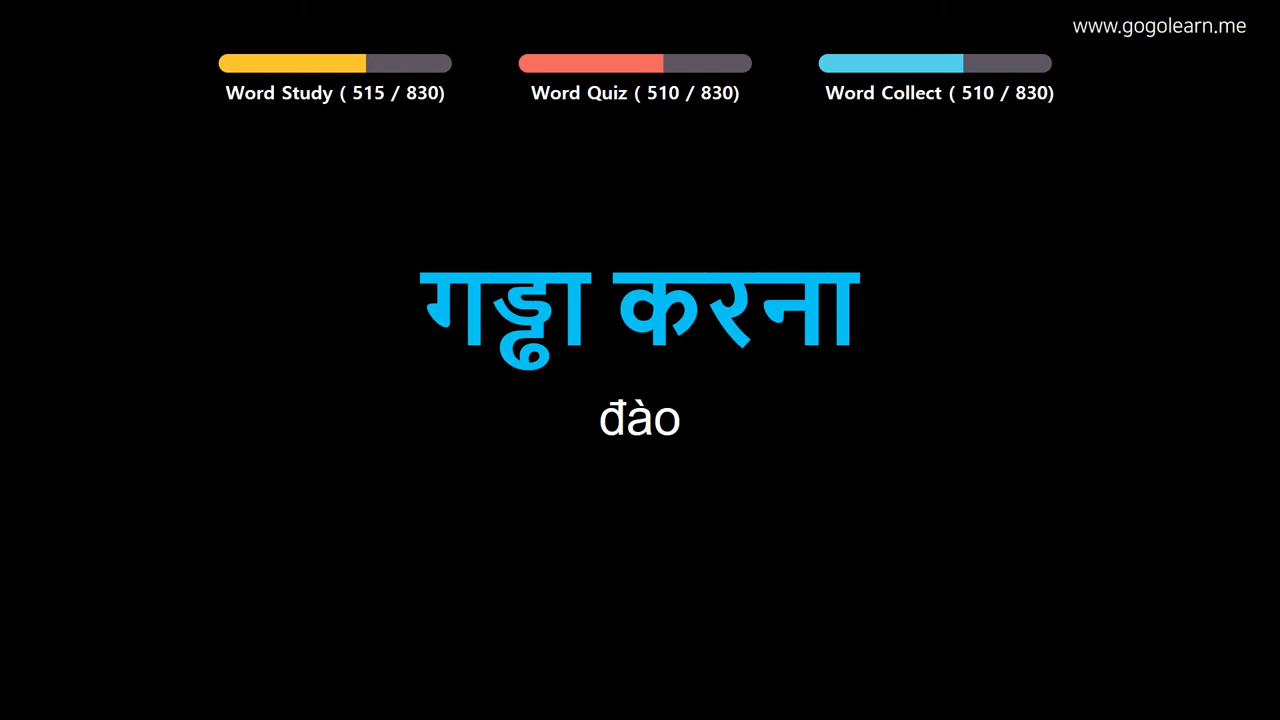 www.gogolearn.me
Word Study ( 515 / 830)
Word Quiz ( 510 / 830)
Word Collect ( 510 / 830)
गड्ढा करना
đào